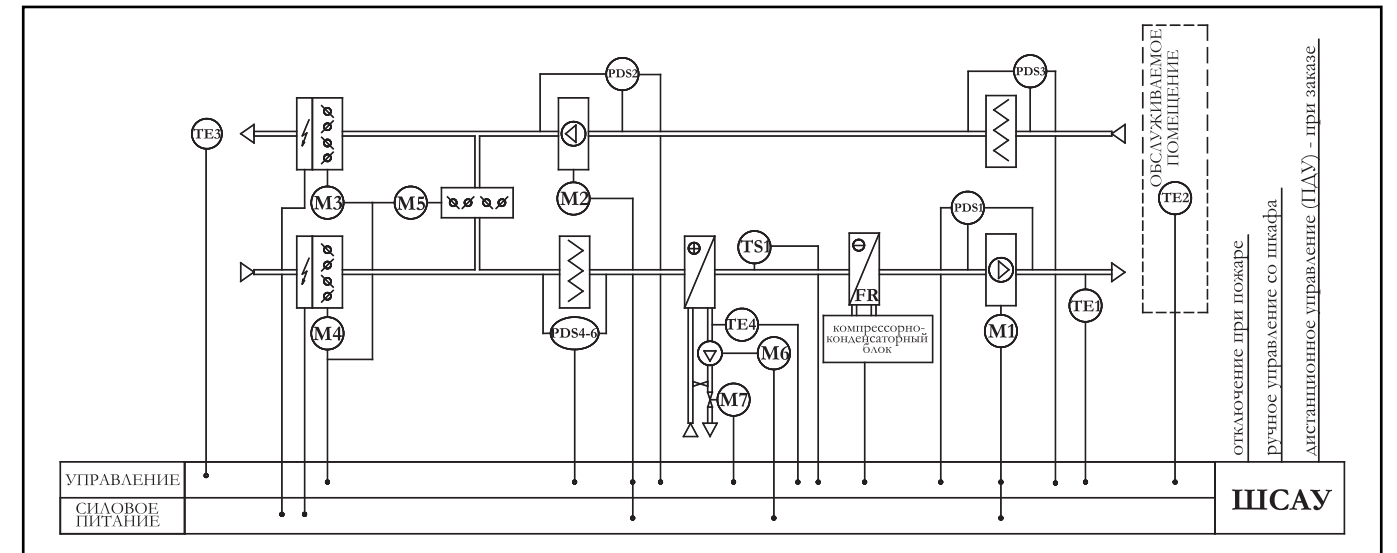 PDS2
PDS3
ОБСЛУЖИВАЕМОЕ
ПОМЕЩЕНИЕ
TE3
M3
M5
M2
TE2
PDS1
TS1
FR
M4
PDS4-6
TE4
M6
M7
компрессорно-
конденсаторный
блок
M1
TE1
отключение при пожаре
ручное управление со шкафа
дистанционное управление (ПДУ) - при заказе
УПРАВЛЕНИЕ
СИЛОВОЕ
ПИТАНИЕ
ШСАУ